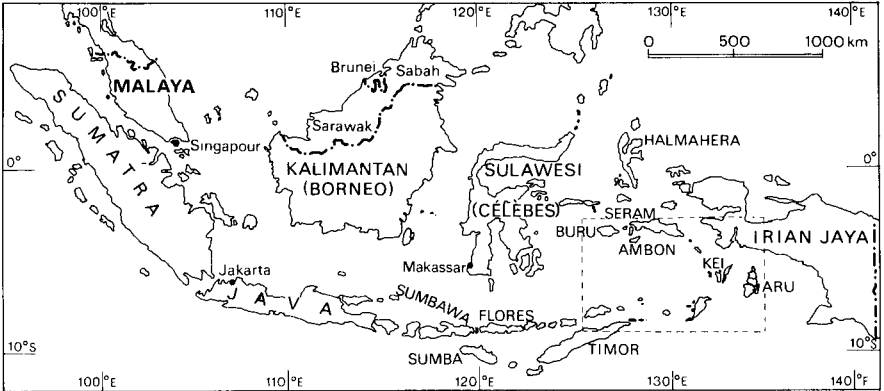 100°E 110°E 120°E 130°E 140°E
0 500 1000 km
Brunei Sabah
MALAYA
SUMATRA
Singapour
Sarawak
HALMAHERA
0° 0°
KALIMANTAN
(BORNEO)
SULAWESI
(CÉLÈBES)
SERAM
BURU
AMBON
IRIAN JAYA
KEI
ARU
Makassar
Jakarta
JAVA
SUMBAWA
FLORES
SUMBA
TIMOR
10°S 10°S
100°E 110°E 120°E 130°E 140°E